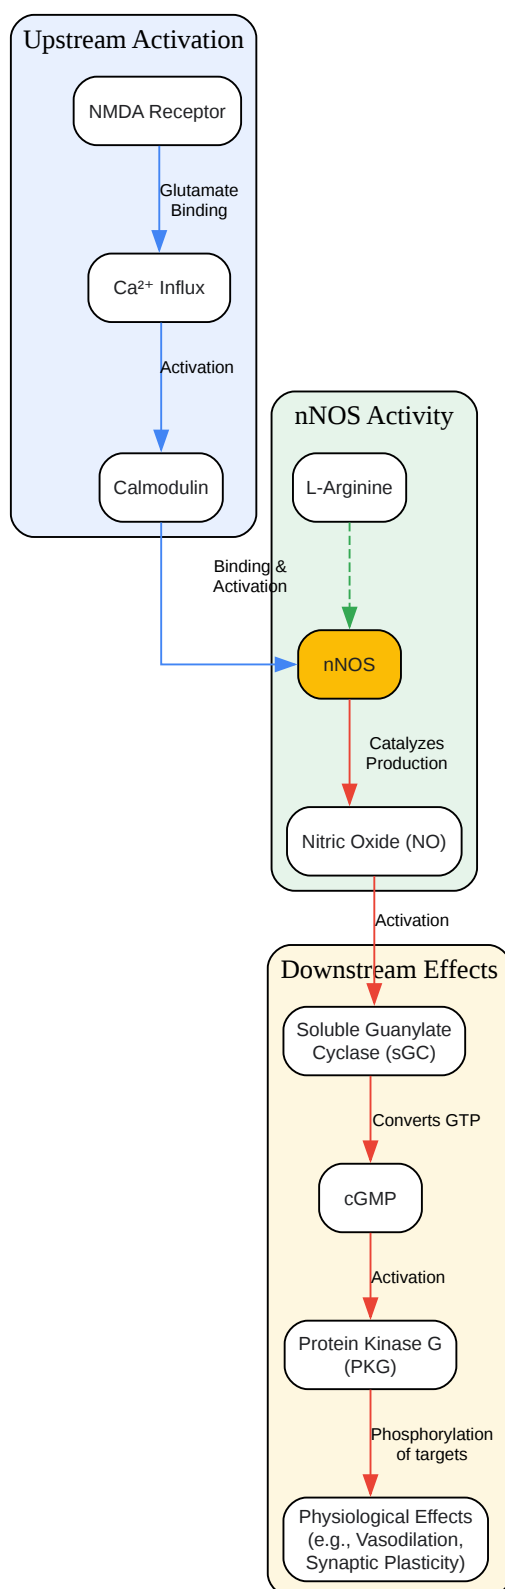 Upstream Activation
NMDA Receptor
Glutamate
Binding
Ca²⁺ Influx
Activation
Calmodulin
nNOS Activity
L-Arginine
Binding &
Activation
nNOS
Catalyzes
Production
Nitric Oxide (NO)
Activation
Downstream Effects
Soluble Guanylate
Cyclase (sGC)
Converts GTP
cGMP
Activation
Protein Kinase G
(PKG)
Phosphorylation
of targets
Physiological Effects
(e.g., Vasodilation,
Synaptic Plasticity)